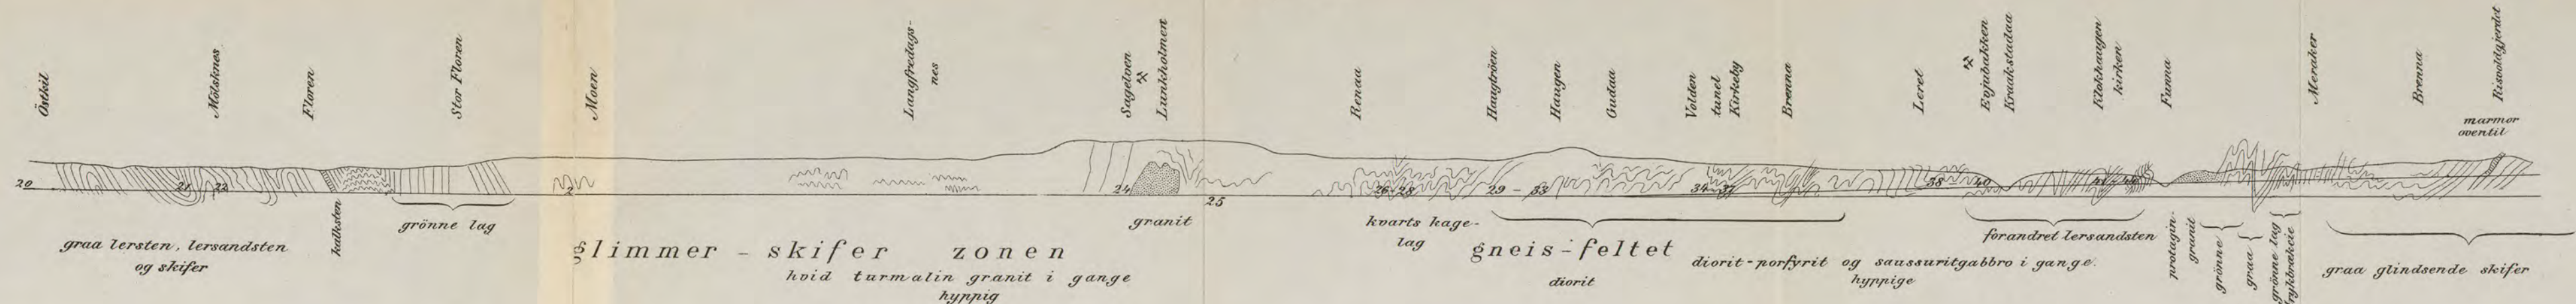 Östkil
Mölsknes
Floren
Stor Floren
Moen
Langfredags-
nes
Sagelven
Lunkholmen
Renaa
Haugtröen
Haugen
Gudaa
Volden
tunel
Kirkeby
Brenna
Leret
Evjubakken
Kraakstadaa
Klokhaugen
kirken
Funna
Meraker
Brenna
Risvoldgjerdet
marmor
oventil
20
21
22
2
24
25
26-28
29 - 33
34-37
38 - 40
kalksten
grönne lag
granit
kvarts kage-
lag
graa lersten, lersandsten
og skifer
glimmer - skifer zonen
hvid turmalin granit i gange
hyppig
gneis-feltet
diorit
diorit-porfyrit og saussuritgabbro i gange.
hyppige
forandret lersandsten
protogin-
granit
grönne
graa
grönne lag
graa glindsende skifer